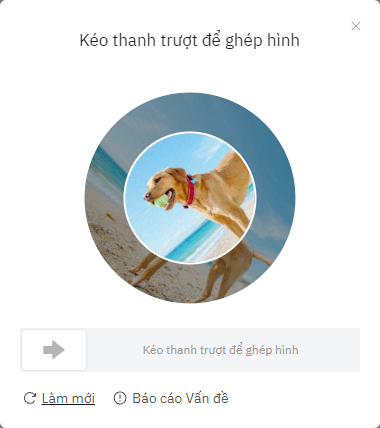 Kéo thanh trượt để ghép hình
Kéo thanh trượt để ghép hình
Làm mới
Báo cáo Vấn đề